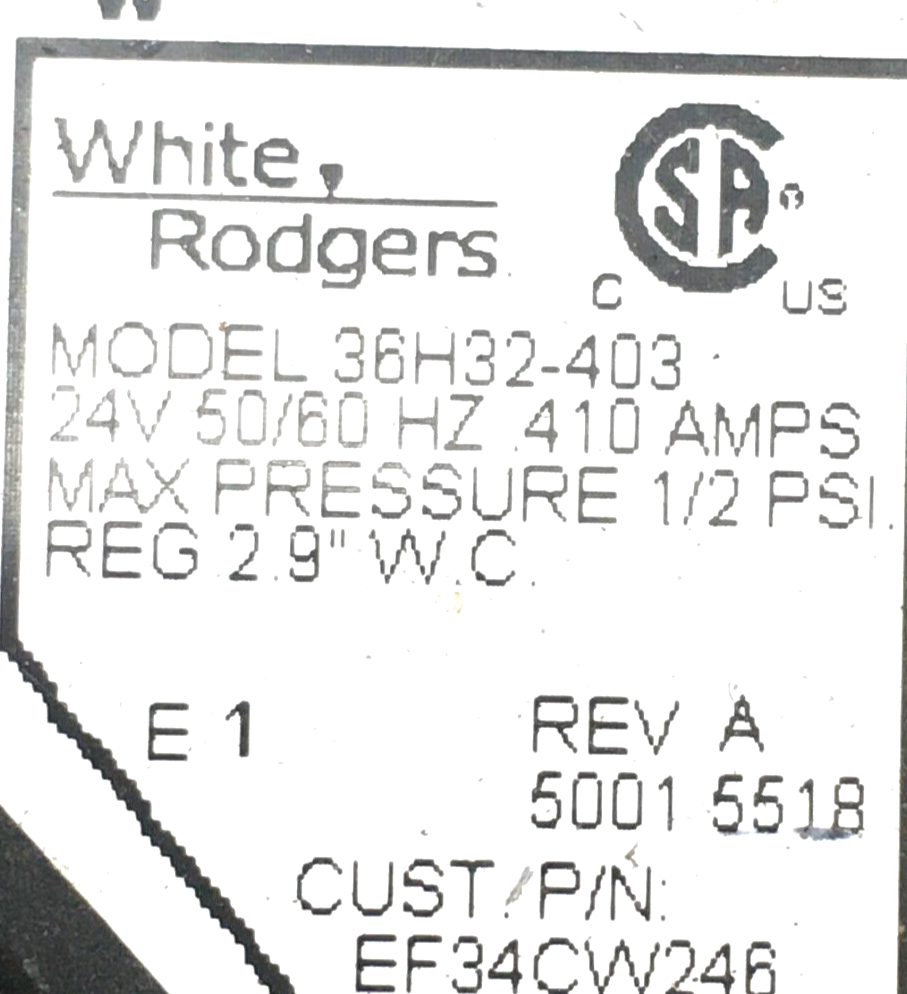 White
Rodgers
CSA®
C US
MODEL 36H32-403
24V 50/60 HZ .410 AMPS
MAX PRESSURE 1/2 PSI.
REG 2.9" W.C.
E 1
REV A
5001 5518
CUST. P/N:
EF34CW246